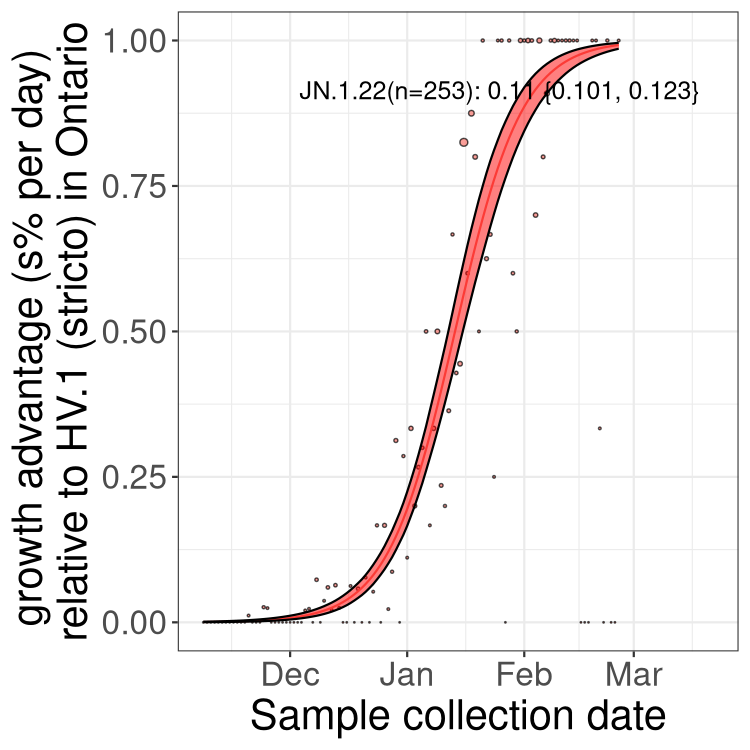 growth advantage (s% per day)
relative to HV.1 (stricto) in Ontario
1.00
JN.1.22(n=253): 0.11 {0.101, 0.123}
0.75
0.50
0.25
0.00
Dec Jan Feb Mar
Sample collection date